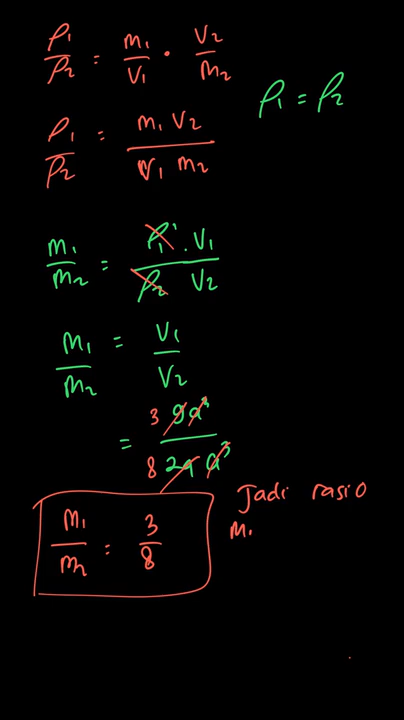 ρ₁/ρ₂ = m₁/V₁ · V₂/m₂
ρ₁ = ρ₂
ρ₁/ρ₂ = m₁ V₂ / V₁ m₂
m₁/m₂ = ρ₁ · V₁ / ρ₂ V₂
m₁/m₂ = V₁/V₂
= 3 9a³ / 8 24 a³
m₁/m₂ = 3/8
Jadi rasio
m₁